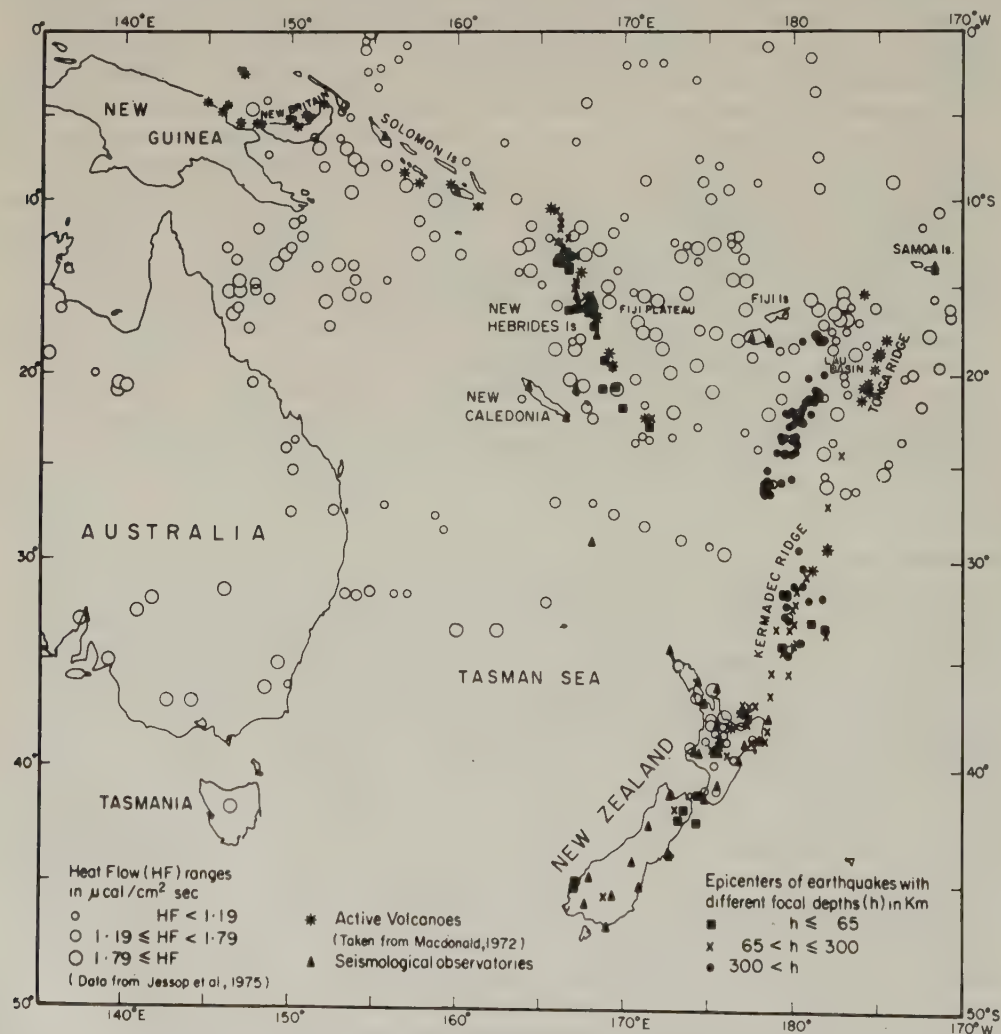 140°E 150° 160° 170°E 180° 170°W
0° 0°
NEW
GUINEA
NEW BRITAIN
SOLOMON Is
10° 10°S
SAMOA Is.
NEW
HEBRIDES Is
FIJI PLATEAU
FIJI Is
LAU
BASIN
TONGA RIDGE
20° 20°
NEW
CALEDONIA
AUSTRALIA
30° 30°
KERMADEC RIDGE
TASMAN SEA
NEW ZEALAND
40° 40°
TASMANIA
Heat Flow (HF) ranges
in μcal/cm² sec
HF < 1·19
1·19 ≤ HF < 1·79
1·79 ≤ HF
(Data from Jessop et al, 1975)
Active Volcanoes
(Taken from Macdonald, 1972)
Seismological observatories
Epicenters of earthquakes with
different focal depths (h) in Km
h ≤ 65
65 < h ≤ 300
300 < h
50° 50°S
140°E 150° 160° 170°E 180° 170°W